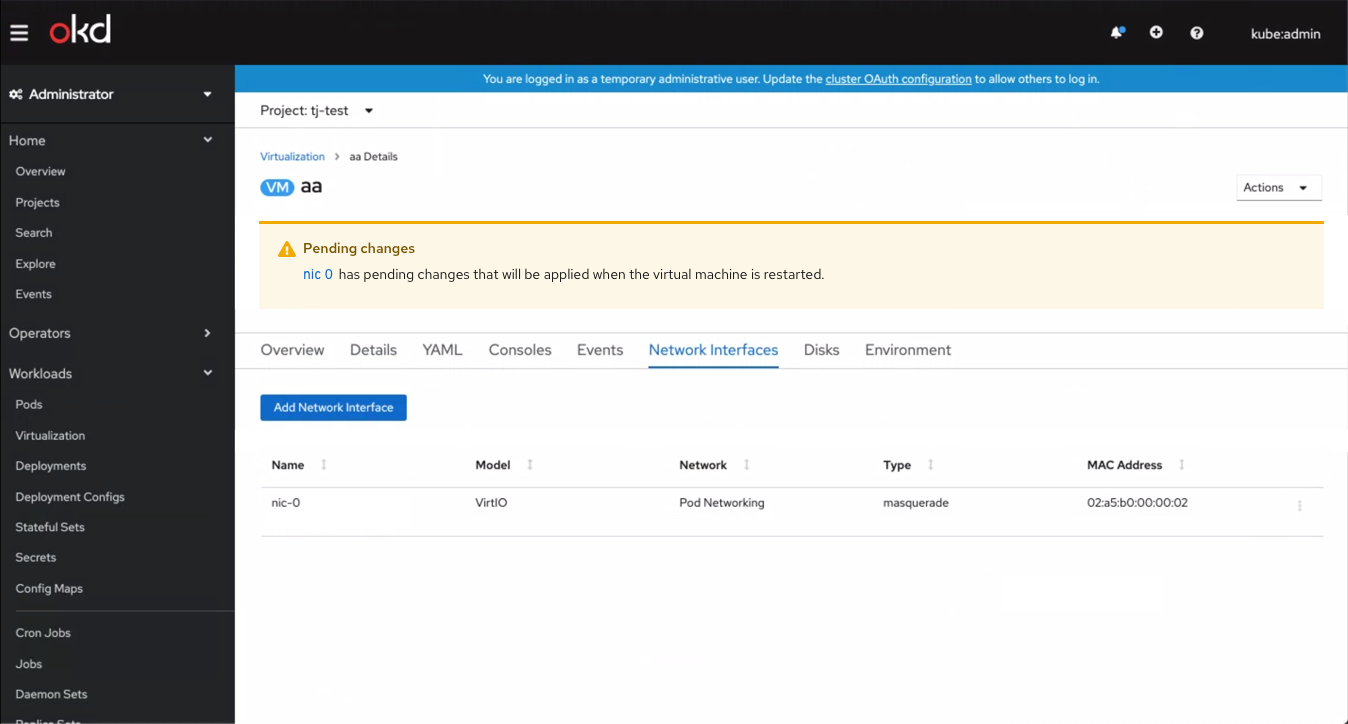 okd
kube:admin
You are logged in as a temporary administrative user. Update the cluster OAuth configuration to allow others to log in.
Administrator
Home
Overview
Projects
Search
Explore
Events
Operators
Workloads
Pods
Virtualization
Deployments
Deployment Configs
Stateful Sets
Secrets
Config Maps
Cron Jobs
Jobs
Daemon Sets
Project: tj-test
Virtualization > aa Details
VM aa
Actions
Pending changes
nic 0 has pending changes that will be applied when the virtual machine is restarted.
Overview Details YAML Consoles Events Network Interfaces Disks Environment
Add Network Interface
Name Model Network Type MAC Address
nic-0 VirtIO Pod Networking masquerade 02:a5:b0:00:00:02